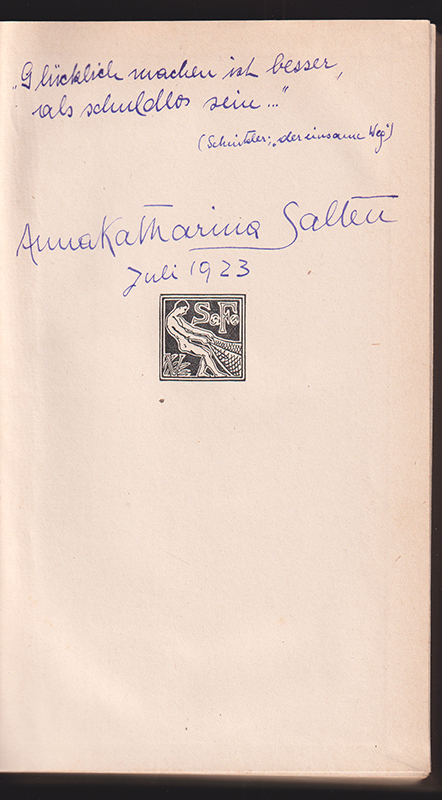 „Glücklich machen ist besser,
als schuldlos sein..."
(Schnitzler; „der einsame Weg")
AnnaKatharina Salten
Juli 1923
S. F.